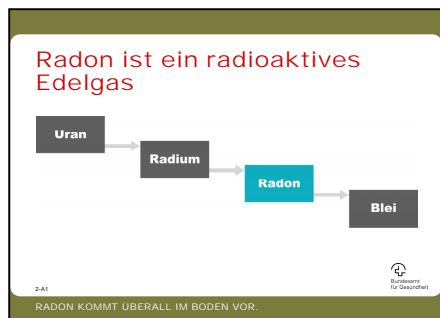 Radon ist ein radioaktives
Edelgas
Uran
Radium
Radon
Blei
2-A1
Bundesamt
für Gesundheit
RADON KOMMT ÜBERALL IM BODEN VOR.